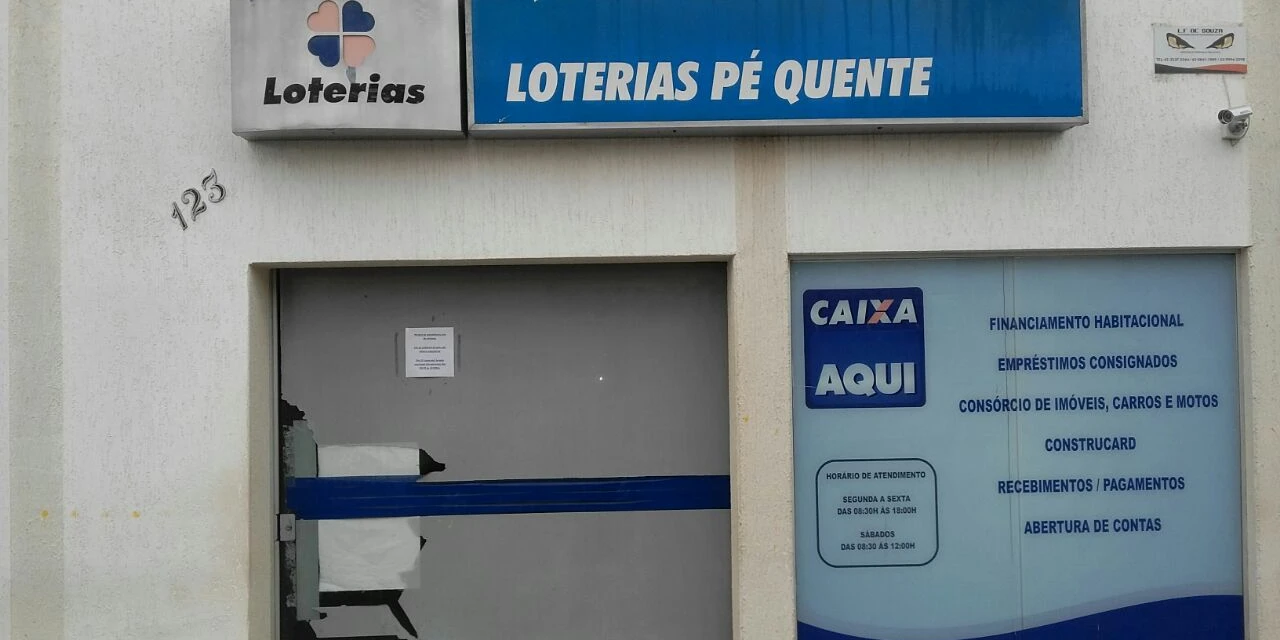 Loterias
LOTERIAS PÉ QUENTE
L.F DE SOUZA
123
CAIXA
AQUI
FINANCIAMENTO HABITACIONAL
EMPRÉSTIMOS CONSIGNADOS
CONSÓRCIO DE IMÓVEIS, CARROS E MOTOS
CONSTRUCARD
RECEBIMENTOS / PAGAMENTOS
ABERTURA DE CONTAS
HORÁRIO DE ATENDIMENTO
SEGUNDA A SEXTA
DAS 08:30H ÀS 18:00H
SÁBADOS
DAS 08:30 ÀS 12:00H